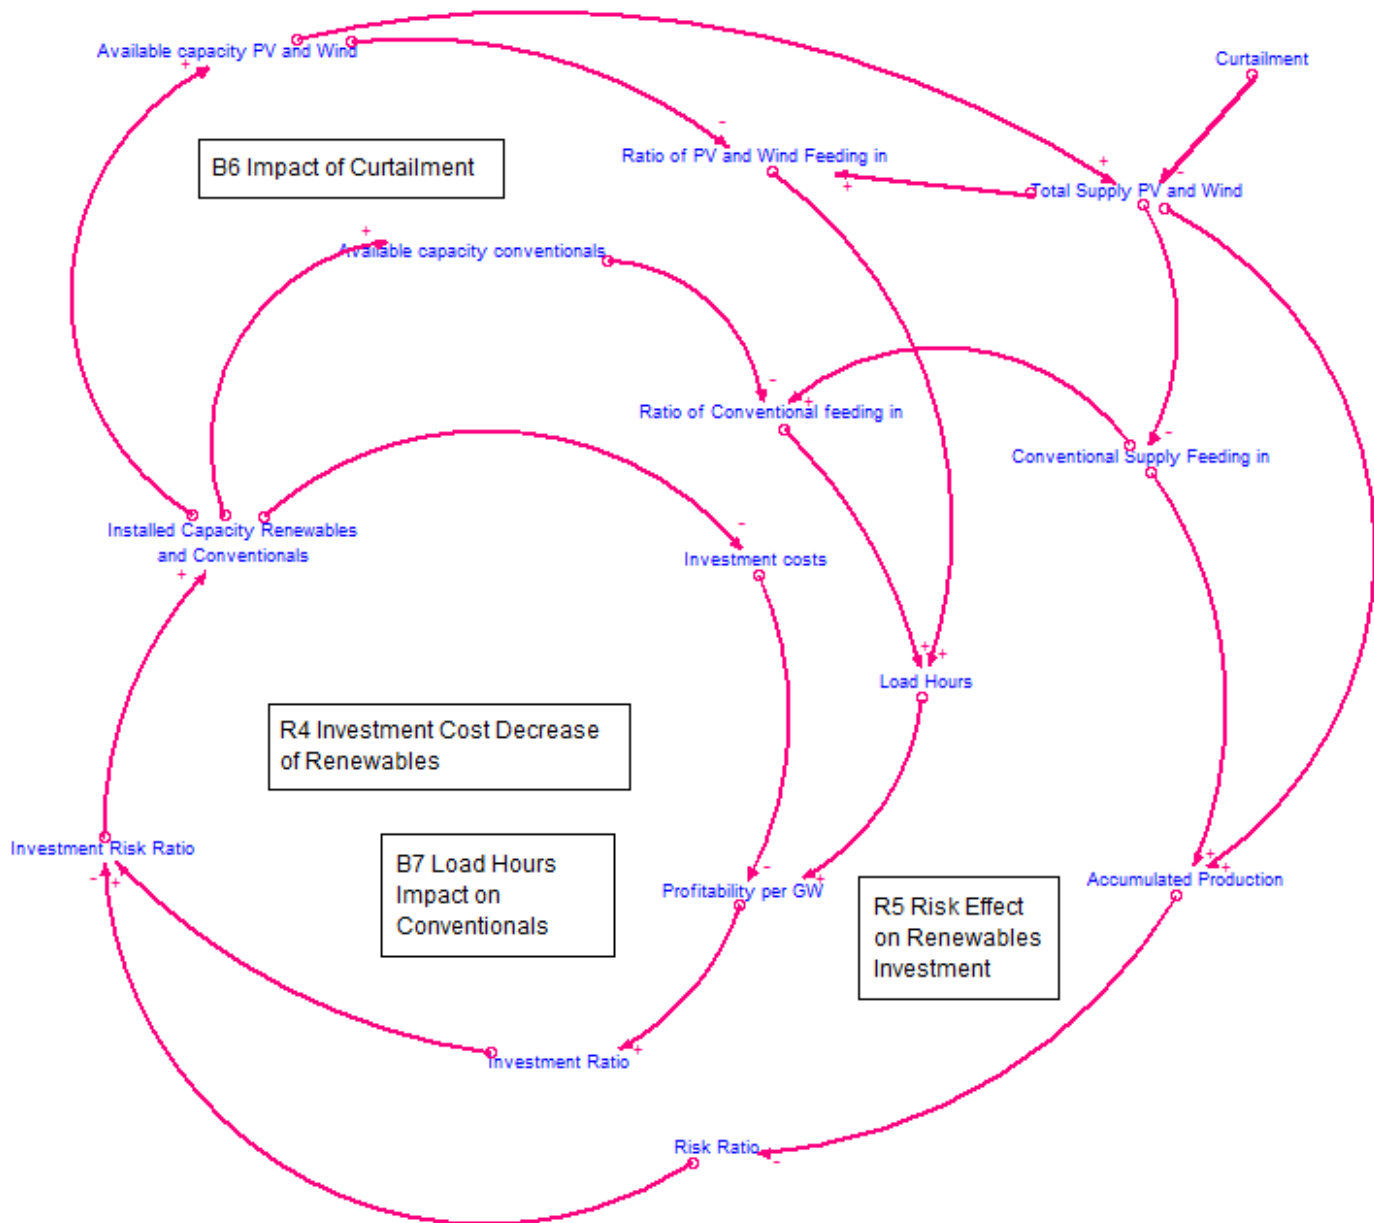 Available capacity PV and Wind
Curtailment
+
-
B6 Impact of Curtailment
Ratio of PV and Wind Feeding in
+
-
+
Total Supply PV and Wind
+
Available capacity conventionals
-
+
Ratio of Conventional feeding in
-
Conventional Supply Feeding in
Installed Capacity Renewables
and Conventionals
-
Investment costs
+
+
+
Load Hours
R4 Investment Cost Decrease
of Renewables
Investment Risk Ratio
-
+
B7 Load Hours
Impact on
Conventionals
-
+
Profitability per GW
R5 Risk Effect
on Renewables
Investment
+
+
Accumulated Production
+
Investment Ratio
Risk Ratio
-